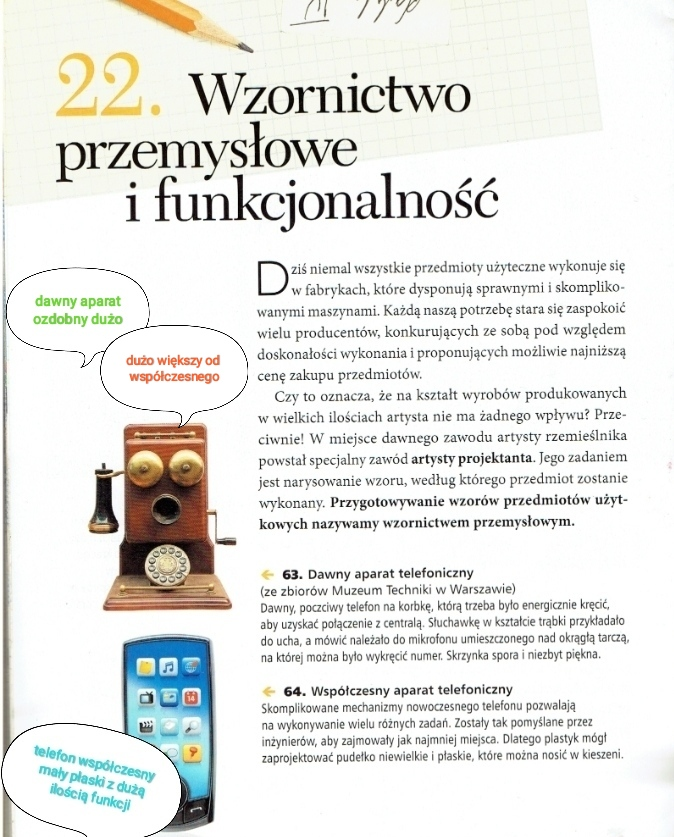 22. Wzornictwo
przemysłowe
i funkcjonalność
dawny aparat
ozdobny dużo
dużo większy od
współczesnego
Dziś niemal wszystkie przedmioty użyteczne wykonuje się
w fabrykach, które dysponują sprawnymi i skompliko-
wanymi maszynami. Każdą naszą potrzebę stara się zaspokoić
wielu producentów, konkurujących ze sobą pod względem
doskonałości wykonania i proponujących możliwie najniższą
cenę zakupu przedmiotów.
Czy to oznacza, że na kształt wyrobów produkowanych
w wielkich ilościach artysta nie ma żadnego wpływu? Prze-
ciwnie! W miejsce dawnego zawodu artysty rzemieślnika
powstał specjalny zawód artysty projektanta. Jego zadaniem
jest narysowanie wzoru, według którego przedmiot zostanie
wykonany. Przygotowywanie wzorów przedmiotów użyt-
kowych nazywamy wzornictwem przemysłowym.
← 63. Dawny aparat telefoniczny
(ze zbiorów Muzeum Techniki w Warszawie)
Dawny, poczciwy telefon na korbkę, którą trzeba było energicznie kręcić,
aby uzyskać połączenie z centralą. Słuchawkę w kształcie trąbki przykładało
do ucha, a mówić należało do mikrofonu umieszczonego nad okrągłą tarczą,
na której można było wykręcić numer. Skrzynka spora i niezbyt piękna.
← 64. Współczesny aparat telefoniczny
Skomplikowane mechanizmy nowoczesnego telefonu pozwalają
na wykonywanie wielu różnych zadań. Zostały tak pomyślane przez
inżynierów, aby zajmowały jak najmniej miejsca. Dlatego plastyk mógł
zaprojektować pudełko niewielkie i płaskie, które można nosić w kieszeni.
14
telefon współczesny
mały płaski z dużą
ilością funkcji